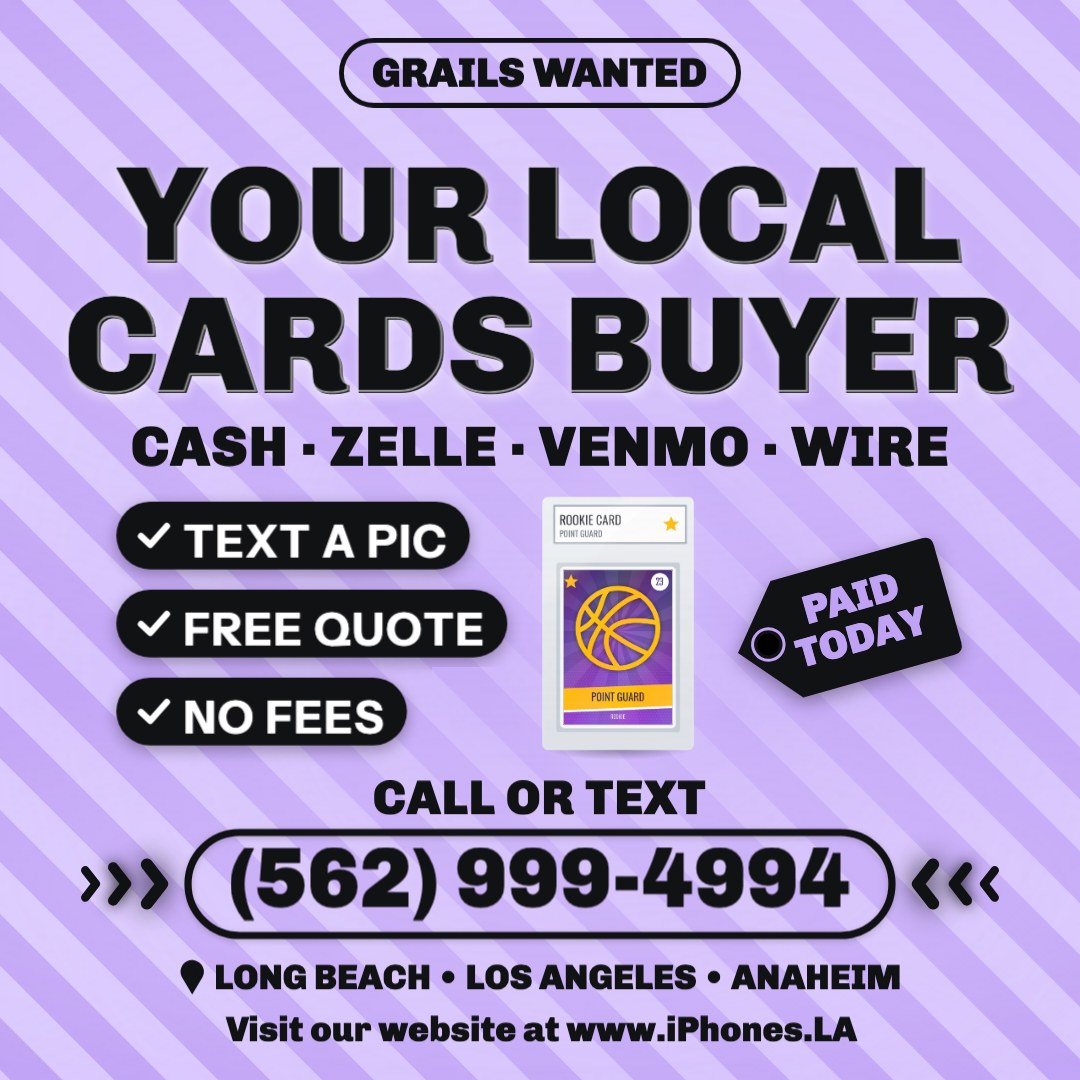 GRAILS WANTED
YOUR LOCAL
CARDS BUYER
CASH · ZELLE · VENMO · WIRE
TEXT A PIC
FREE QUOTE
NO FEES
ROOKIE CARD
POINT GUARD
23
POINT GUARD
ROOKIE
PAID
TODAY
CALL OR TEXT
(562) 999-4994
LONG BEACH • LOS ANGELES • ANAHEIM
Visit our website at www.iPhones.LA